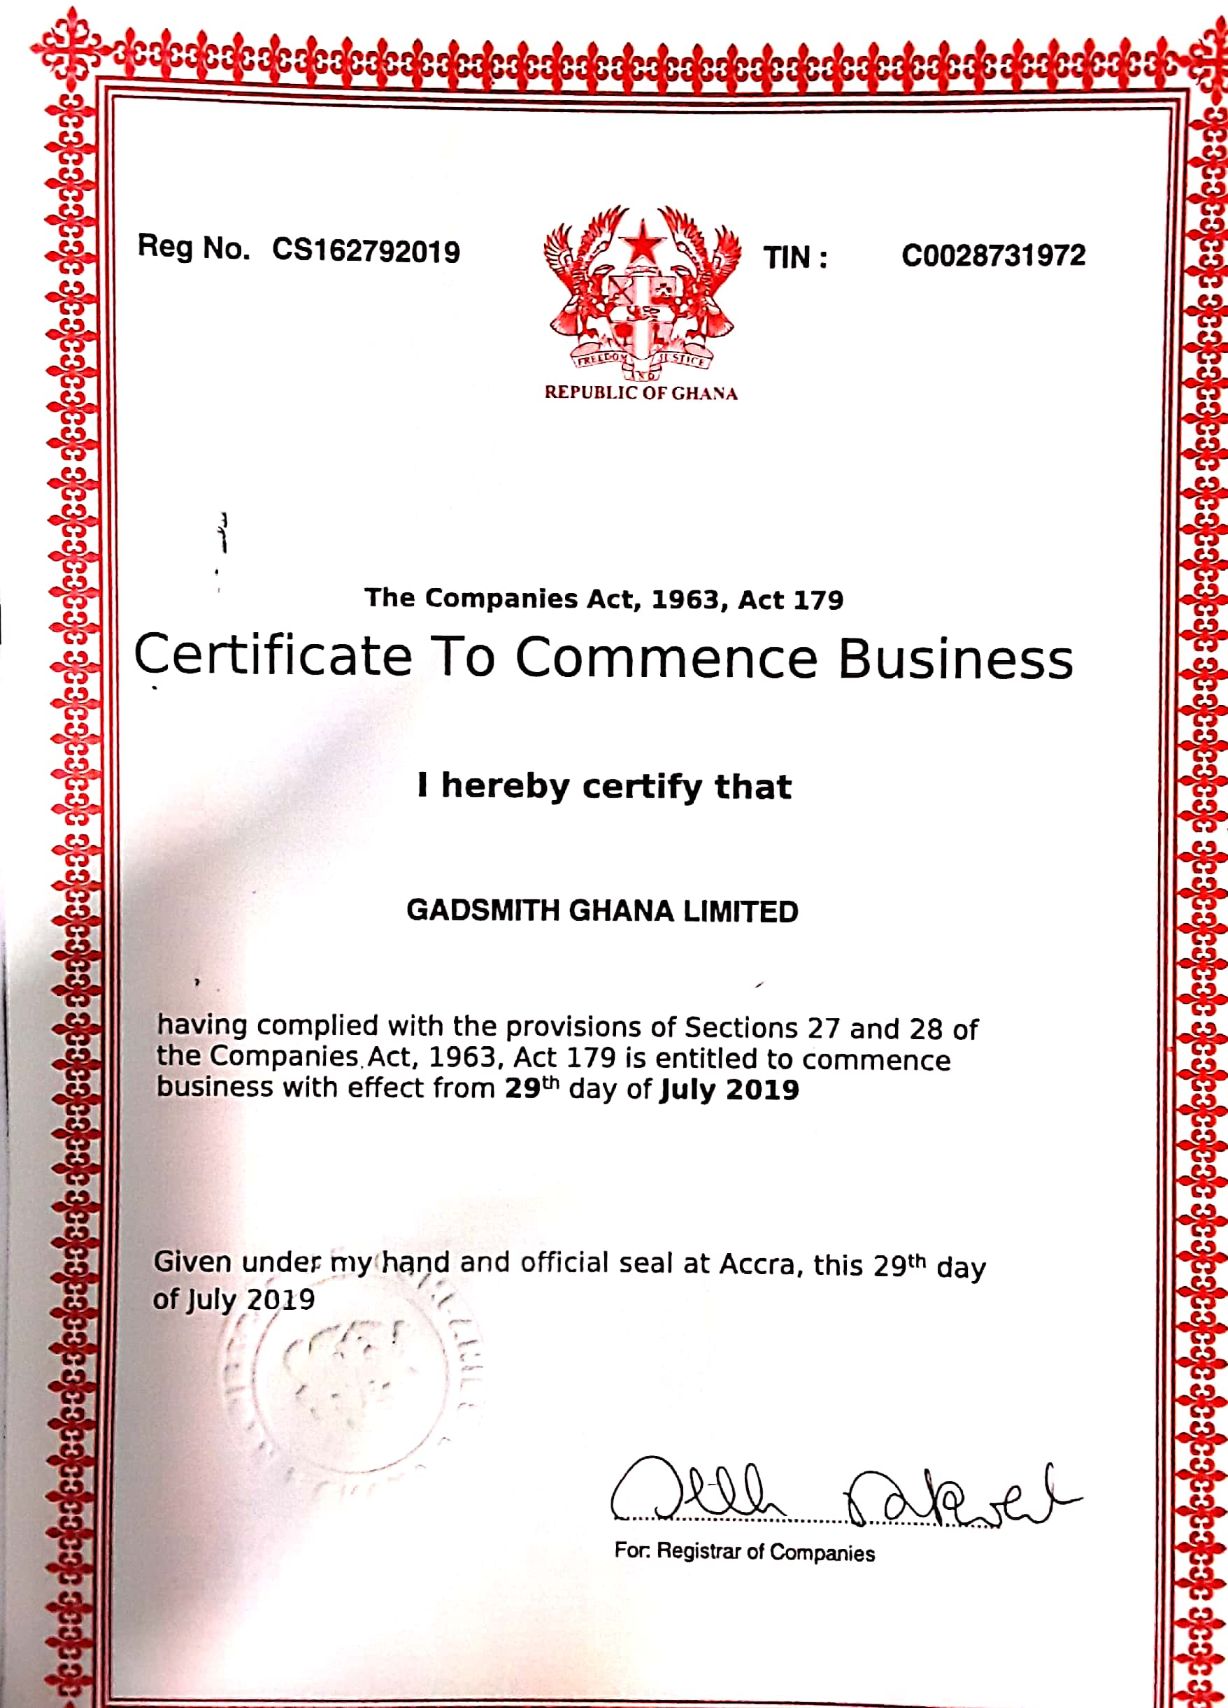 Reg No. CS162792019
TIN : C0028731972
FREEDOM AND JUSTICE
REPUBLIC OF GHANA
The Companies Act, 1963, Act 179
Certificate To Commence Business
I hereby certify that
GADSMITH GHANA LIMITED
having complied with the provisions of Sections 27 and 28 of
the Companies Act, 1963, Act 179 is entitled to commence
business with effect from 29th day of July 2019
Given under my hand and official seal at Accra, this 29th day
of July 2019
For: Registrar of Companies